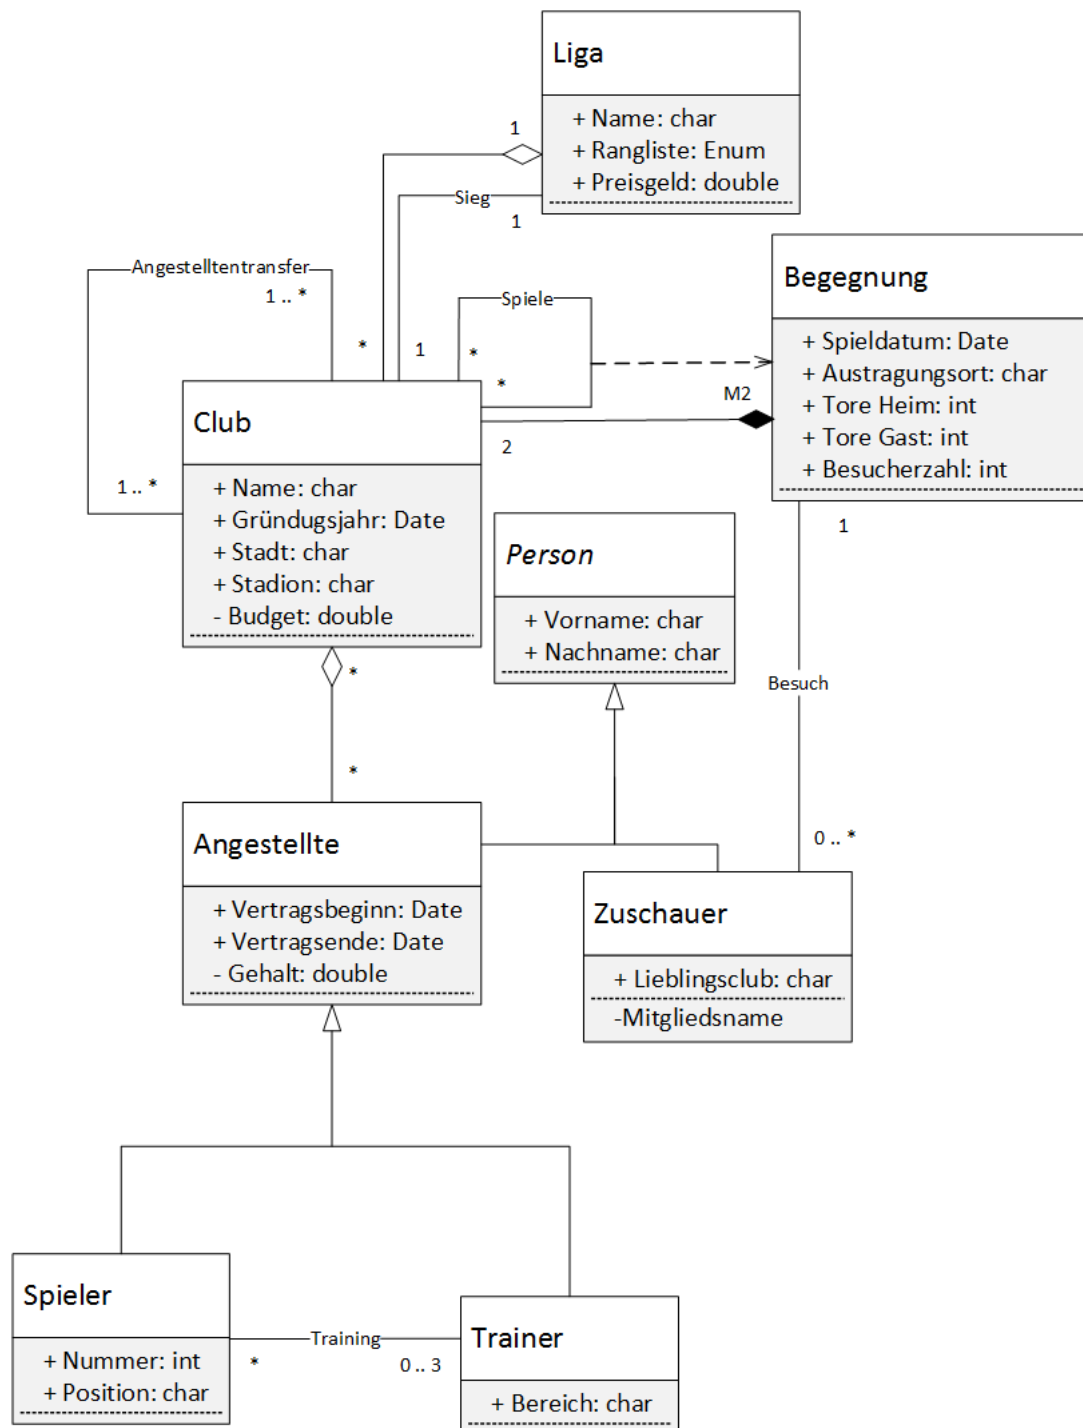 Liga
+ Name: char
+ Rangliste: Enum
+ Preisgeld: double
1
Sieg
1
Angestelltentransfer
1 .. *
1 .. *
*
1
Spiele
*
*
Begegnung
+ Spieldatum: Date
+ Austragungsort: char
+ Tore Heim: int
+ Tore Gast: int
+ Besucherzahl: int
M2
2
Club
+ Name: char
+ Gründugsjahr: Date
+ Stadt: char
+ Stadion: char
- Budget: double
*
*
Person
+ Vorname: char
+ Nachname: char
1
Besuch
0 .. *
Angestellte
+ Vertragsbeginn: Date
+ Vertragsende: Date
- Gehalt: double
Zuschauer
+ Lieblingsclub: char
-Mitgliedsname
Spieler
+ Nummer: int
+ Position: char
Training
*
0 .. 3
Trainer
+ Bereich: char